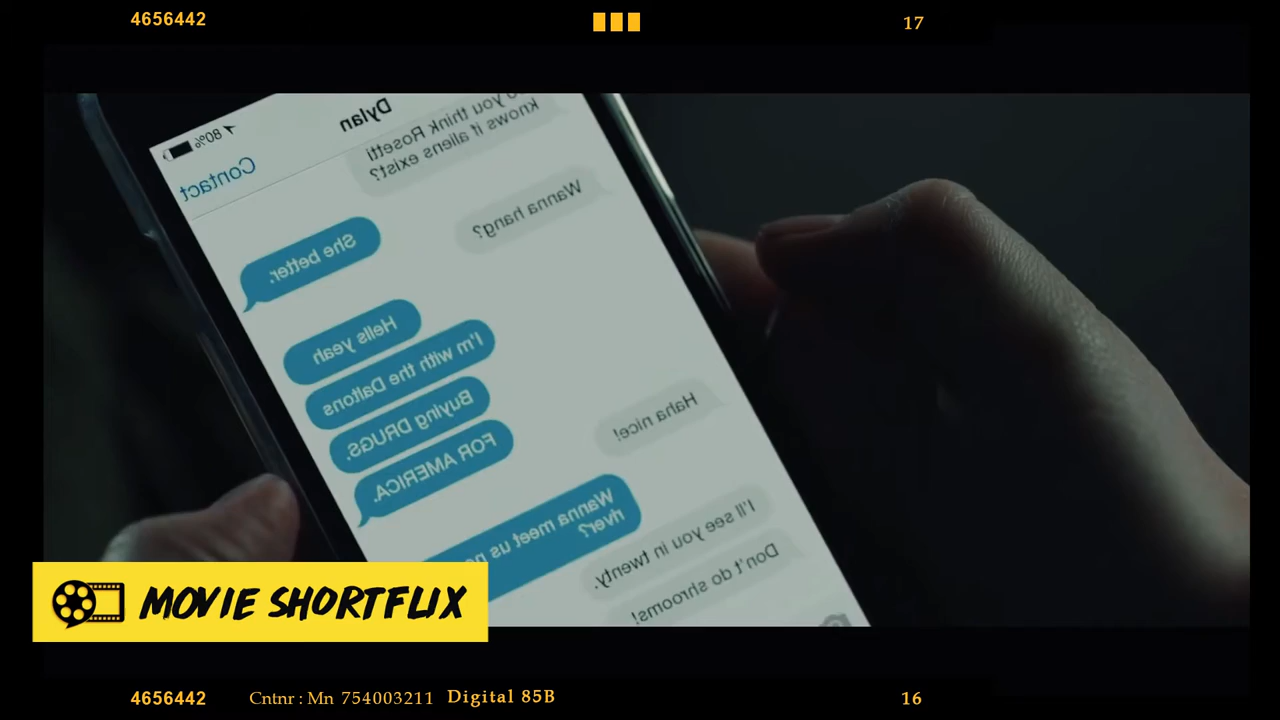 4656442
17
80%
Dylan
Contact
you think Rosetti
knows if aliens exist?
Wanna hang?
She better.
Hells yeah
I'm with the Daltons
Buying DRUGS.
FOR AMERICA.
Haha nice!
Wanna meet us
river?
I'll see you in twenty.
Don't do shrooms!
MOVIE SHORTFLIX
4656442
Cntnr : Mn 754003211
Digital 85B
16